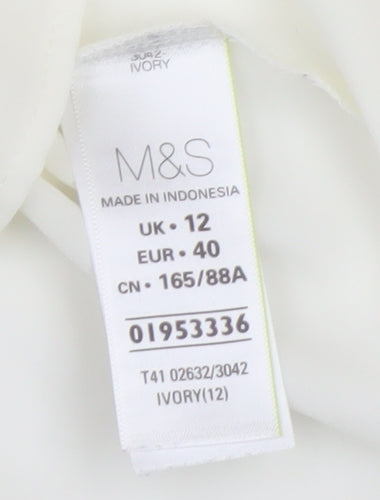 3042-
IVORY
M&S
MADE IN INDONESIA
UK • 12
EUR • 40
CN • 165/88A
01953336
T41 02632/3042
IVORY(12)